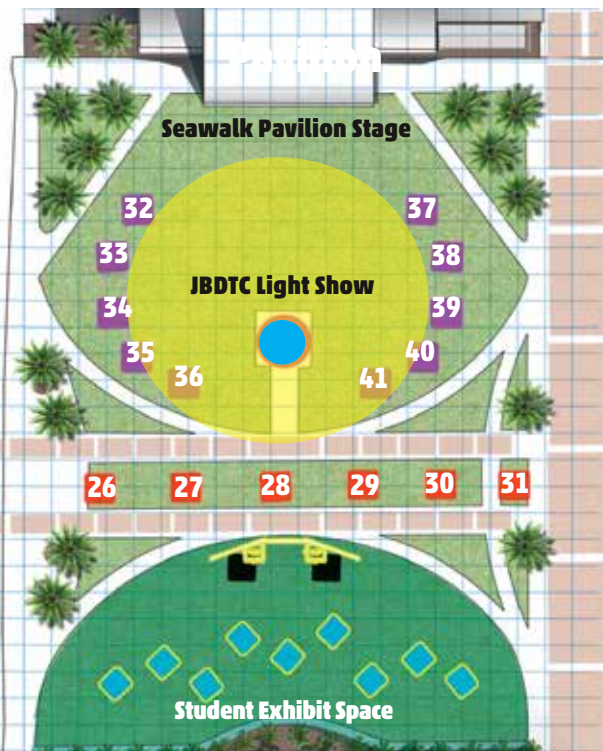 Pavilion
Seawalk Pavilion Stage
32 37
33 38
JBDTC Light Show
34 39
35 40
36 41
26 27 28 29 30 31
Student Exhibit Space